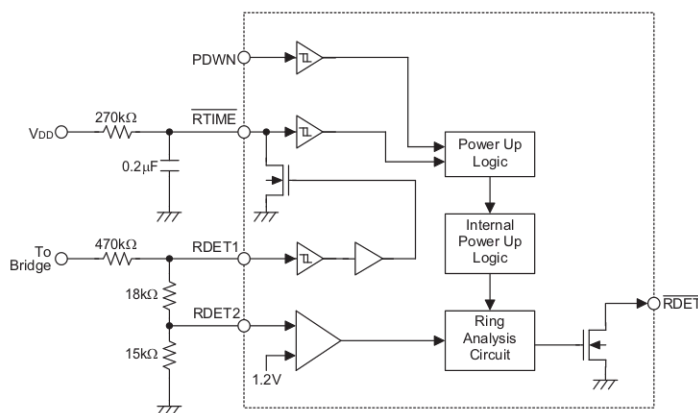 PDWN
270kΩ
RTIME
VDD
0.2μF
Power Up
Logic
To
Bridge
470kΩ
RDET1
Internal
Power Up
Logic
18kΩ
RDET2
RDET
15kΩ
1.2V
Ring
Analysis
Circuit